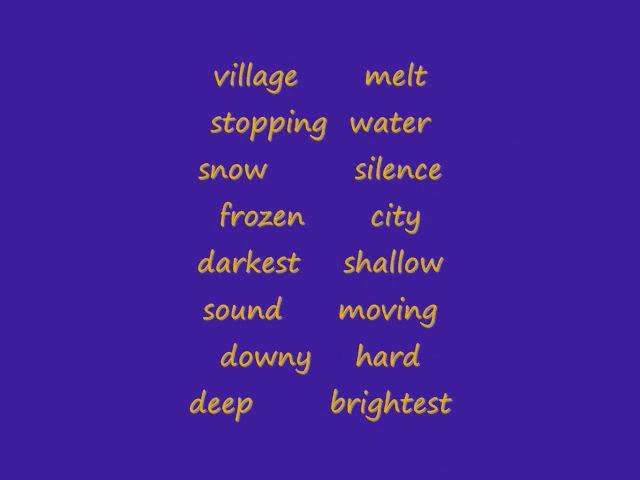 village melt
stopping water
snow silence
frozen city
darkest shallow
sound moving
downy hard
deep brightest